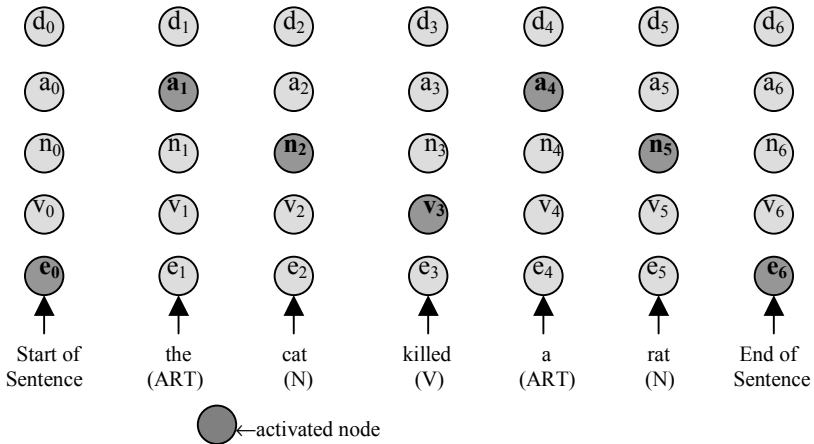 d₀ d₁ d₂ d₃ d₄ d₅ d₆
a₀ a₁ a₂ a₃ a₄ a₅ a₆
n₀ n₁ n₂ n₃ n₄ n₅ n₆
v₀ v₁ v₂ v₃ v₄ v₅ v₆
e₀ e₁ e₂ e₃ e₄ e₅ e₆
Start of the cat killed a rat End of
Sentence (ART) (N) (V) (ART) (N) Sentence
←activated node